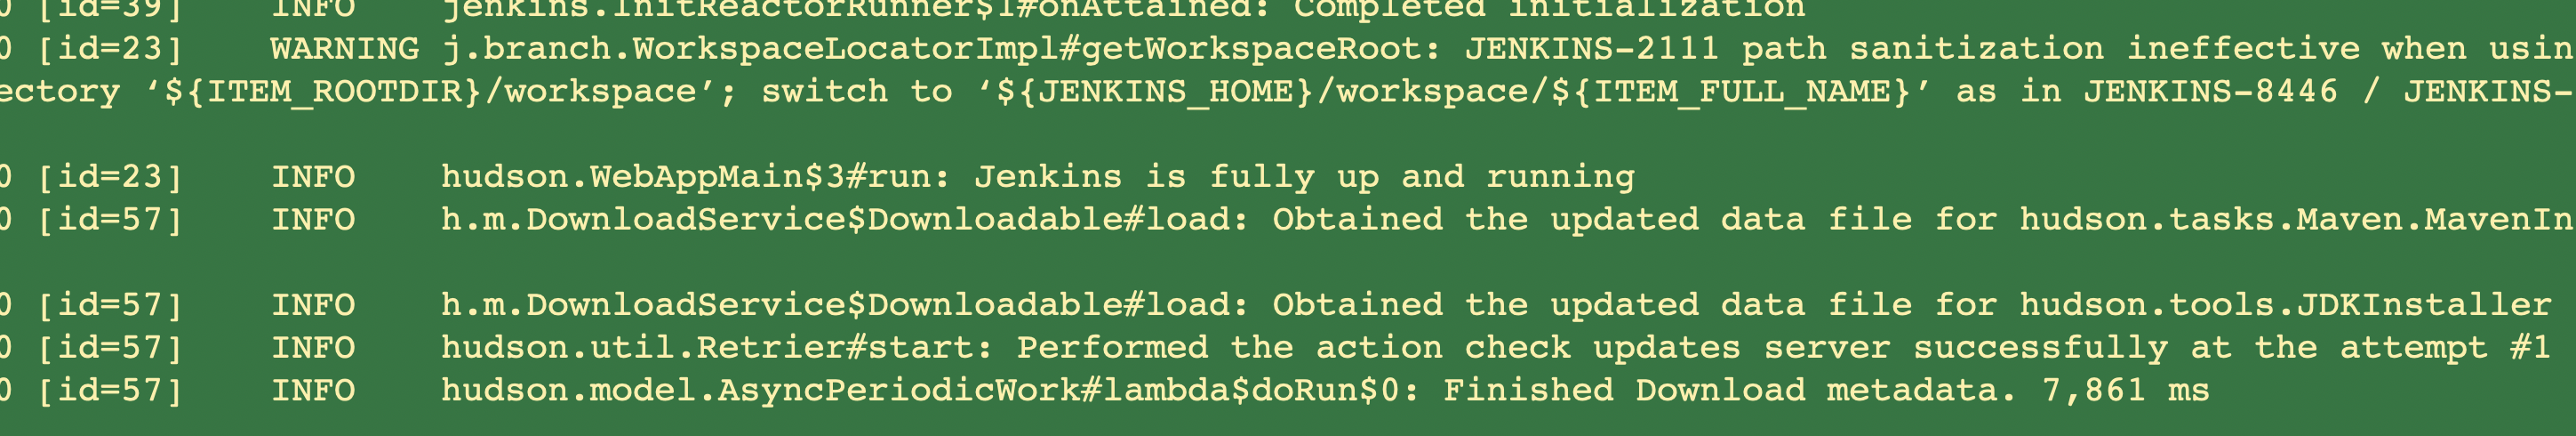 0 [id=39] INFO jenkins.InitReactorRunner$1#onAttained: Completed initialization
0 [id=23] WARNING j.branch.WorkspaceLocatorImpl#getWorkspaceRoot: JENKINS-2111 path sanitization ineffective when usin
ectory ‘${ITEM_ROOTDIR}/workspace’; switch to ‘${JENKINS_HOME}/workspace/${ITEM_FULL_NAME}’ as in JENKINS-8446 / JENKINS-
0 [id=23] INFO hudson.WebAppMain$3#run: Jenkins is fully up and running
0 [id=57] INFO h.m.DownloadService$Downloadable#load: Obtained the updated data file for hudson.tasks.Maven.MavenIn
0 [id=57] INFO h.m.DownloadService$Downloadable#load: Obtained the updated data file for hudson.tools.JDKInstaller
0 [id=57] INFO hudson.util.Retrier#start: Performed the action check updates server successfully at the attempt #1
0 [id=57] INFO hudson.model.AsyncPeriodicWork#lambda$doRun$0: Finished Download metadata. 7,861 ms